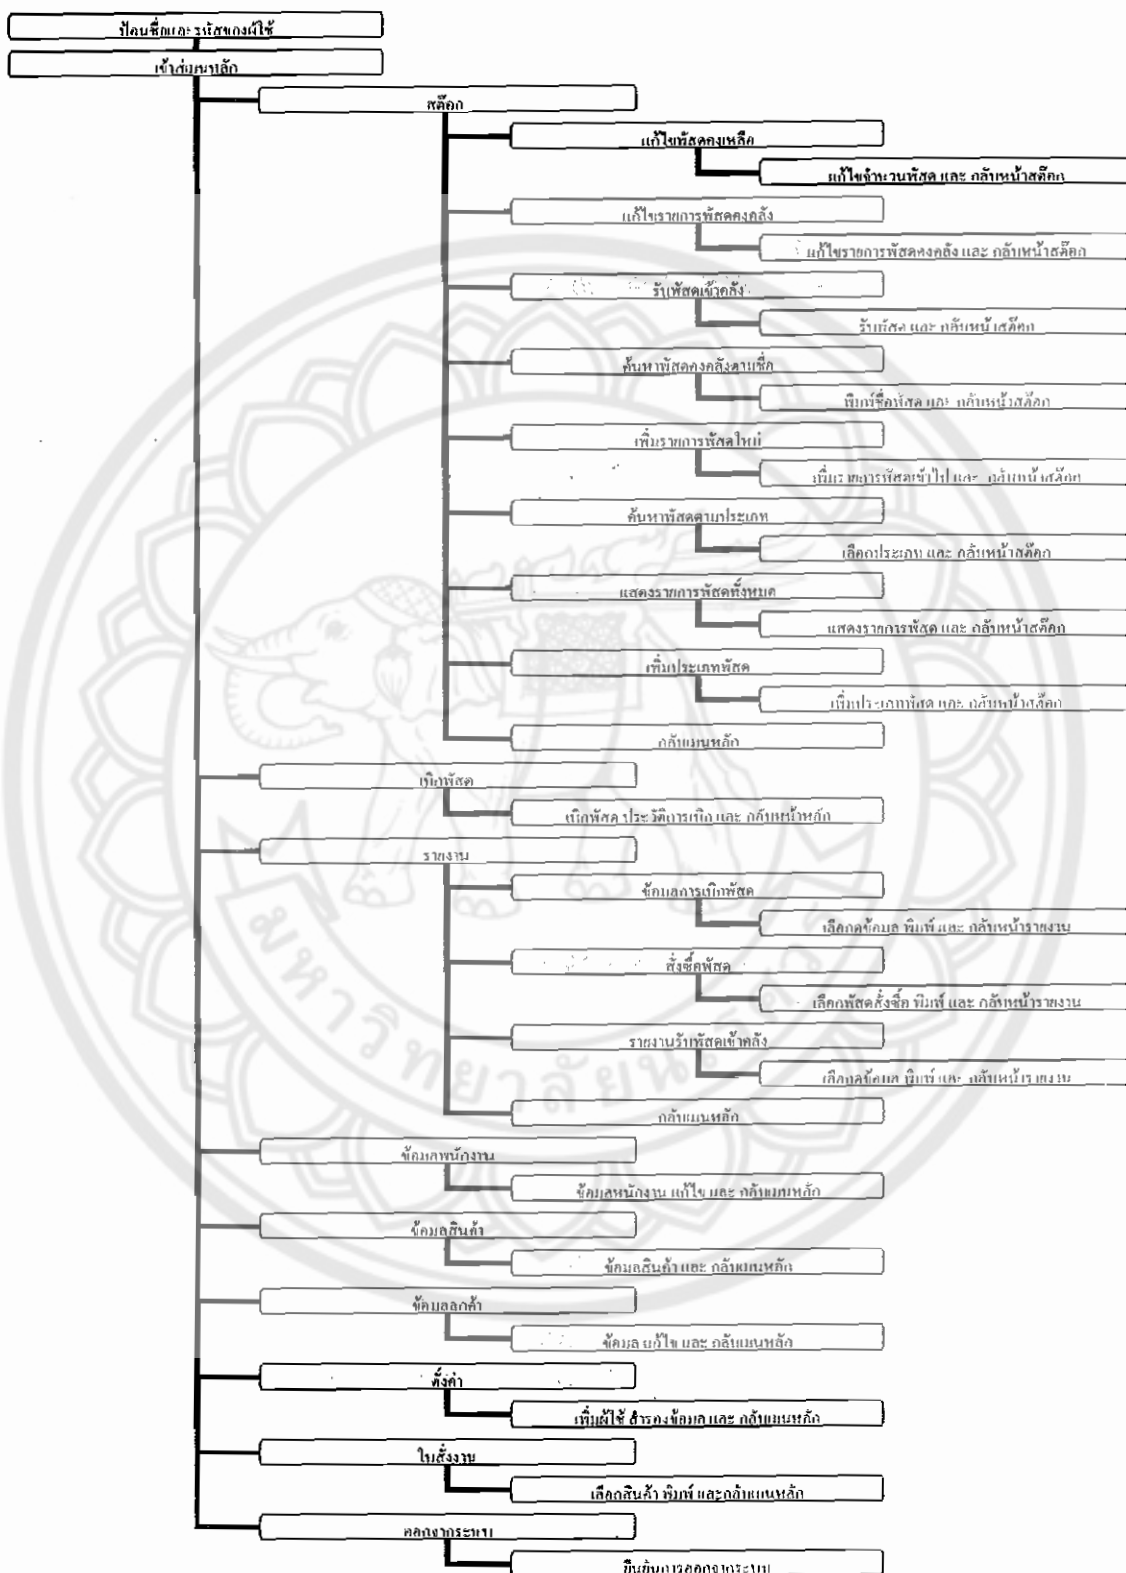 ป้อนชื่อและรหัสของผู้ใช้
เข้าสู่เมนูหลัก
สต๊อก
แก้ไขพัสดุคงเหลือ
แก้ไขจำนวนพัสดุ และ กลับหน้าสต๊อก
แก้ไขรายการพัสดุคงคลัง
แก้ไขรายการพัสดุคงคลัง และ กลับหน้าสต๊อก
รับพัสดุเข้าคลัง
รับพัสดุ และ กลับหน้าสต๊อก
ค้นหาพัสดุคงคลังตามชื่อ
พิมพ์ชื่อพัสดุ และ กลับหน้าสต๊อก
เพิ่มรายการพัสดุใหม่
เพิ่มรายการพัสดุเข้าไป และ กลับหน้าสต๊อก
ค้นหาพัสดุตามประเภท
เลือกประเภท และ กลับหน้าสต๊อก
แสดงรายการพัสดุทั้งหมด
แสดงรายการพัสดุ และ กลับหน้าสต๊อก
เพิ่มประเภทพัสดุ
เพิ่มประเภทพัสดุ และ กลับหน้าสต๊อก
กลับเมนูหลัก
เบิกพัสดุ
เบิกพัสดุ ประวัติการเบิก และ กลับหน้าหลัก
รายงาน
ข้อมูลการเบิกพัสดุ
เลือกดูข้อมูล พิมพ์ และ กลับหน้ารายงาน
สั่งซื้อพัสดุ
เลือกพัสดุสั่งซื้อ พิมพ์ และ กลับหน้ารายงาน
รายงานรับพัสดุเข้าคลัง
เลือกดูข้อมูล พิมพ์ และ กลับหน้ารายงาน
กลับเมนูหลัก
ข้อมูลพนักงาน
ข้อมูลพนักงาน แก้ไข และ กลับเมนูหลัก
ข้อมูลสินค้า
ข้อมูลสินค้า และ กลับเมนูหลัก
ข้อมูลลูกค้า
ข้อมูล แก้ไข และ กลับเมนูหลัก
ตั้งค่า
เพิ่มผู้ใช้ สำรองข้อมูล และ กลับเมนูหลัก
ใบสั่งงาน
เลือกสินค้า พิมพ์ และกลับเมนูหลัก
ออกจากระบบ
ยืนยันการออกจากระบบ